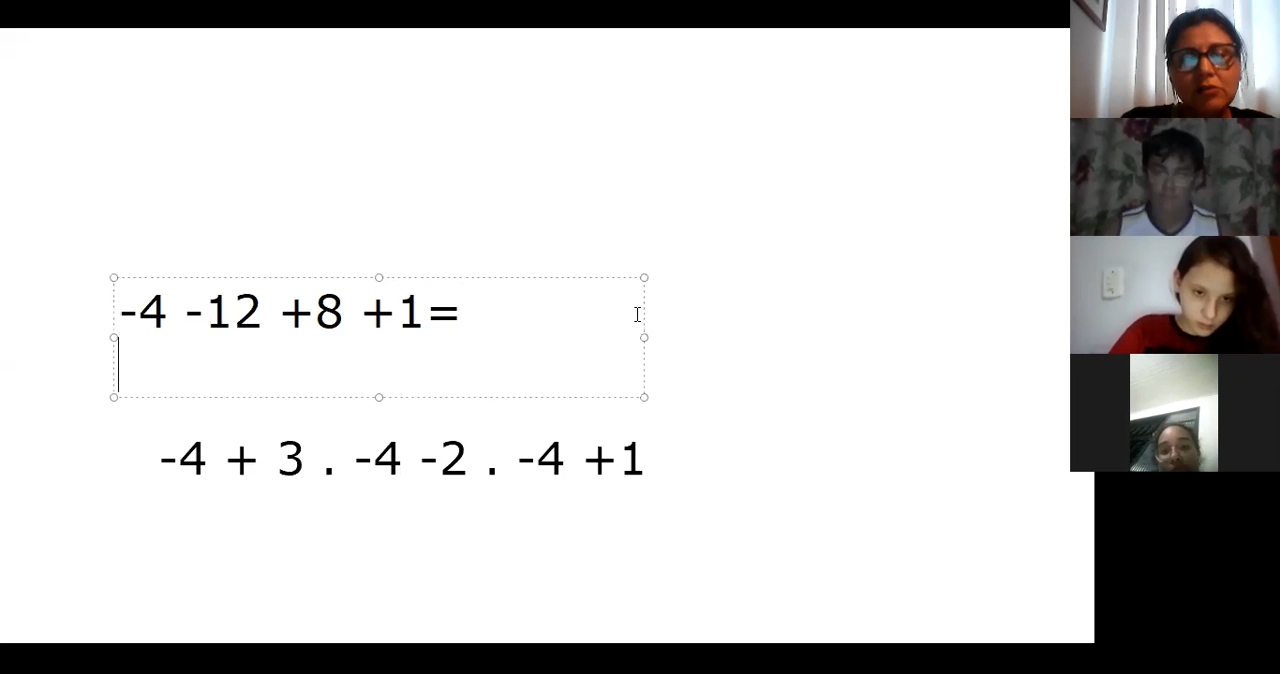 -4 -12 +8 +1=
-4 + 3 . -4 -2 . -4 +1